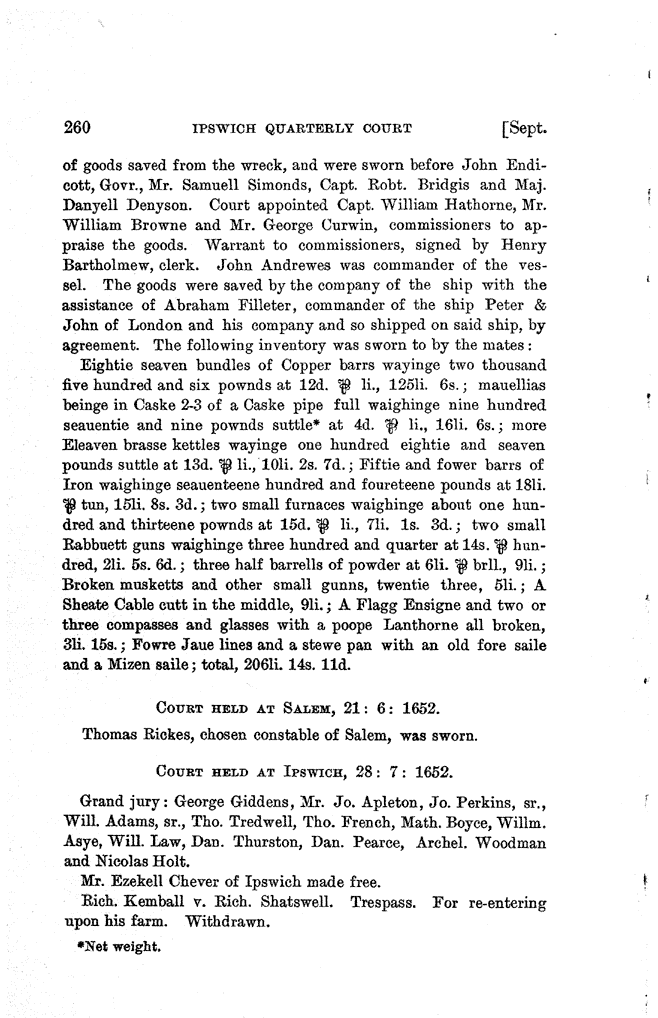 260 IPSWICH QUARTERLY COURT [Sept.
of goods saved from the wreck, and were sworn before John Endi-
cott, Govr., Mr. Samuell Simonds, Capt. Robt. Bridgis and Maj.
Danyell Denyson. Court appointed Capt. William Hathorne, Mr.
William Browne and Mr. George Curwin, commissioners to ap-
praise the goods. Warrant to commissioners, signed by Henry
Bartholmew, clerk. John Andrewes was commander of the ves-
sel. The goods were saved by the company of the ship with the
assistance of Abraham Filleter, commander of the ship Peter &
John of London and his company and so shipped on said ship, by
agreement. The following inventory was sworn to by the mates:
Eightie seaven bundles of Copper barrs wayinge two thousand
five hundred and six pownds at 12d. ⅌ li., 125li. 6s.; mauellias
beinge in Caske 2-3 of a Caske pipe full waighinge nine hundred
seauentie and nine pownds suttle* at 4d. ⅌ li., 16li. 6s.; more
Eleaven brasse kettles wayinge one hundred eightie and seaven
pounds suttle at 13d. ⅌ li., 10li. 2s. 7d.; Fiftie and fower barrs of
Iron waighinge seauenteene hundred and foureteene pounds at 18li.
⅌ tun, 15li. 8s. 3d.; two small furnaces waighinge about one hun-
dred and thirteene pownds at 15d. ⅌ li., 7li. 1s. 3d.; two small
Rabbuett guns waighinge three hundred and quarter at 14s. ⅌ hun-
dred, 2li. 5s. 6d.; three half barrells of powder at 6li. ⅌ brll., 9li.;
Broken musketts and other small gunns, twentie three, 5li.; A
Sheate Cable cutt in the middle, 9li.; A Flagg Ensigne and two or
three compasses and glasses with a poope Lanthorne all broken,
3li. 15s.; Fowre Jaue lines and a stewe pan with an old fore saile
and a Mizen saile; total, 206li. 14s. 11d.
COURT HELD AT SALEM, 21: 6: 1652.
Thomas Rickes, chosen constable of Salem, was sworn.
COURT HELD AT IPSWICH, 28: 7: 1652.
Grand jury: George Giddens, Mr. Jo. Apleton, Jo. Perkins, sr.,
Will. Adams, sr., Tho. Tredwell, Tho. French, Math. Boyce, Willm.
Asye, Will. Law, Dan. Thurston, Dan. Pearce, Archel. Woodman
and Nicolas Holt.
Mr. Ezekell Chever of Ipswich made free.
Rich. Kemball v. Rich. Shatswell. Trespass. For re-entering
upon his farm. Withdrawn.
*Net weight.